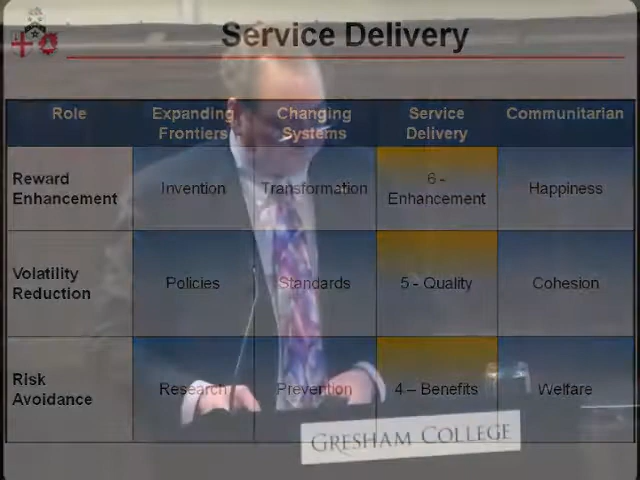 Service Delivery
Role
Expanding
Frontiers
Changing
Systems
Service
Delivery
Communitarian
Reward
Enhancement
Invention
Transformation
6 -
Enhancement
Happiness
Volatility
Reduction
Policies
Standards
5 - Quality
Cohesion
Risk
Avoidance
Research
Prevention
4 – Benefits
Welfare
GRESHAM COLLEGE